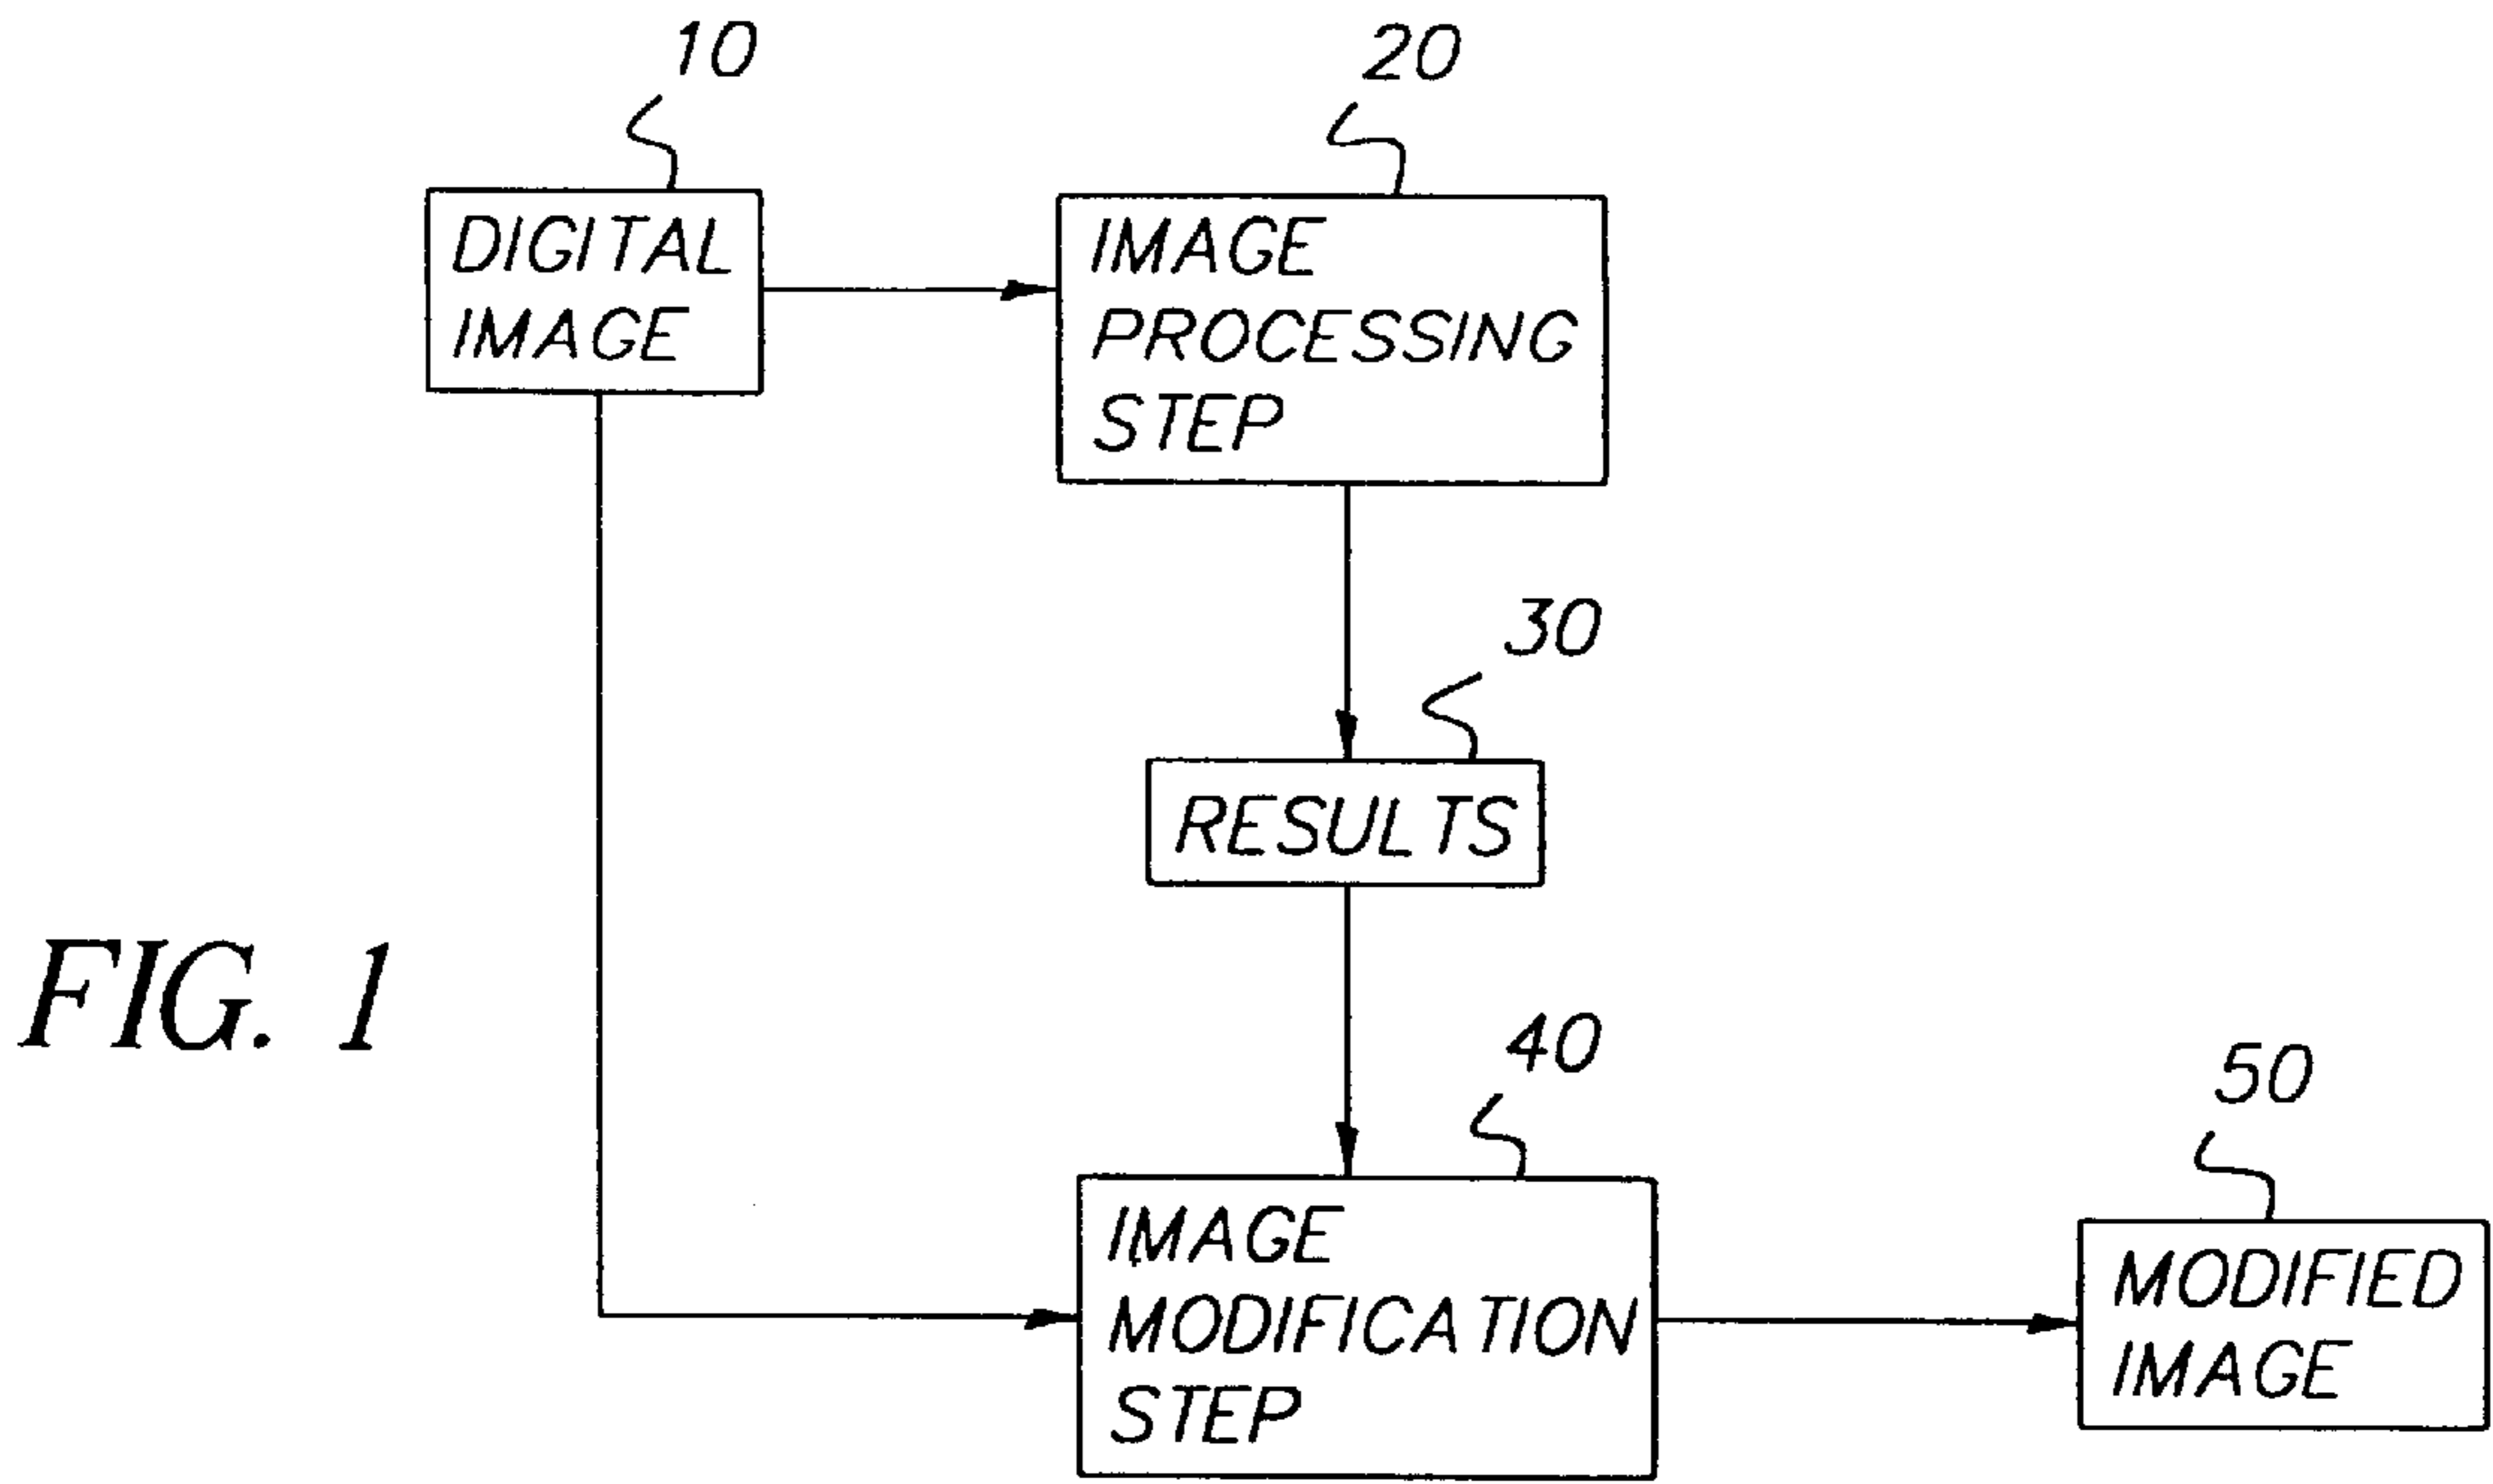 10
20
DIGITAL
IMAGE
IMAGE
PROCESSING
STEP
30
RESULTS
FIG. 1
40
50
IMAGE
MODIFICATION
STEP
MODIFIED
IMAGE